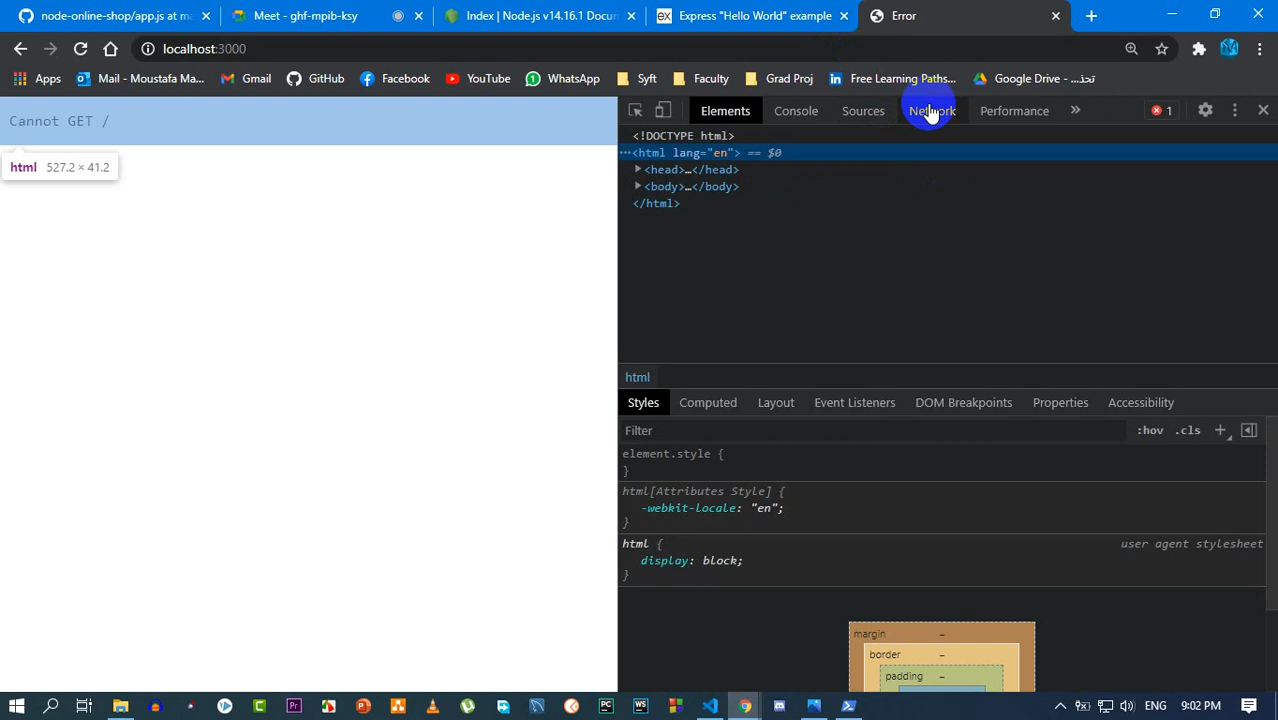 node-online-shop/app.js at ma
Meet - ghf-mpib-ksy
Index | Node.js v14.16.1 Docum
ex Express "Hello World" example
Error
localhost:3000
Apps
Mail - Moustafa Ma...
Gmail
GitHub
Facebook
YouTube
WhatsApp
Syft
Faculty
Grad Proj
Free Learning Paths...
Google Drive - تحذ...
Cannot GET /
html 527.2 × 41.2
Elements
Console
Sources
Network
Performance
»
1
<!DOCTYPE html>
···<html lang="en"> == $0
<head>…</head>
<body>…</body>
</html>
html
Styles
Computed
Layout
Event Listeners
DOM Breakpoints
Properties
Accessibility
Filter
:hov .cls +
element.style {
}
html[Attributes Style] {
-webkit-locale: "en";
}
html {
user agent stylesheet
display: block;
}
margin –
border –
padding –
PC
WS
ENG
9:02 PM